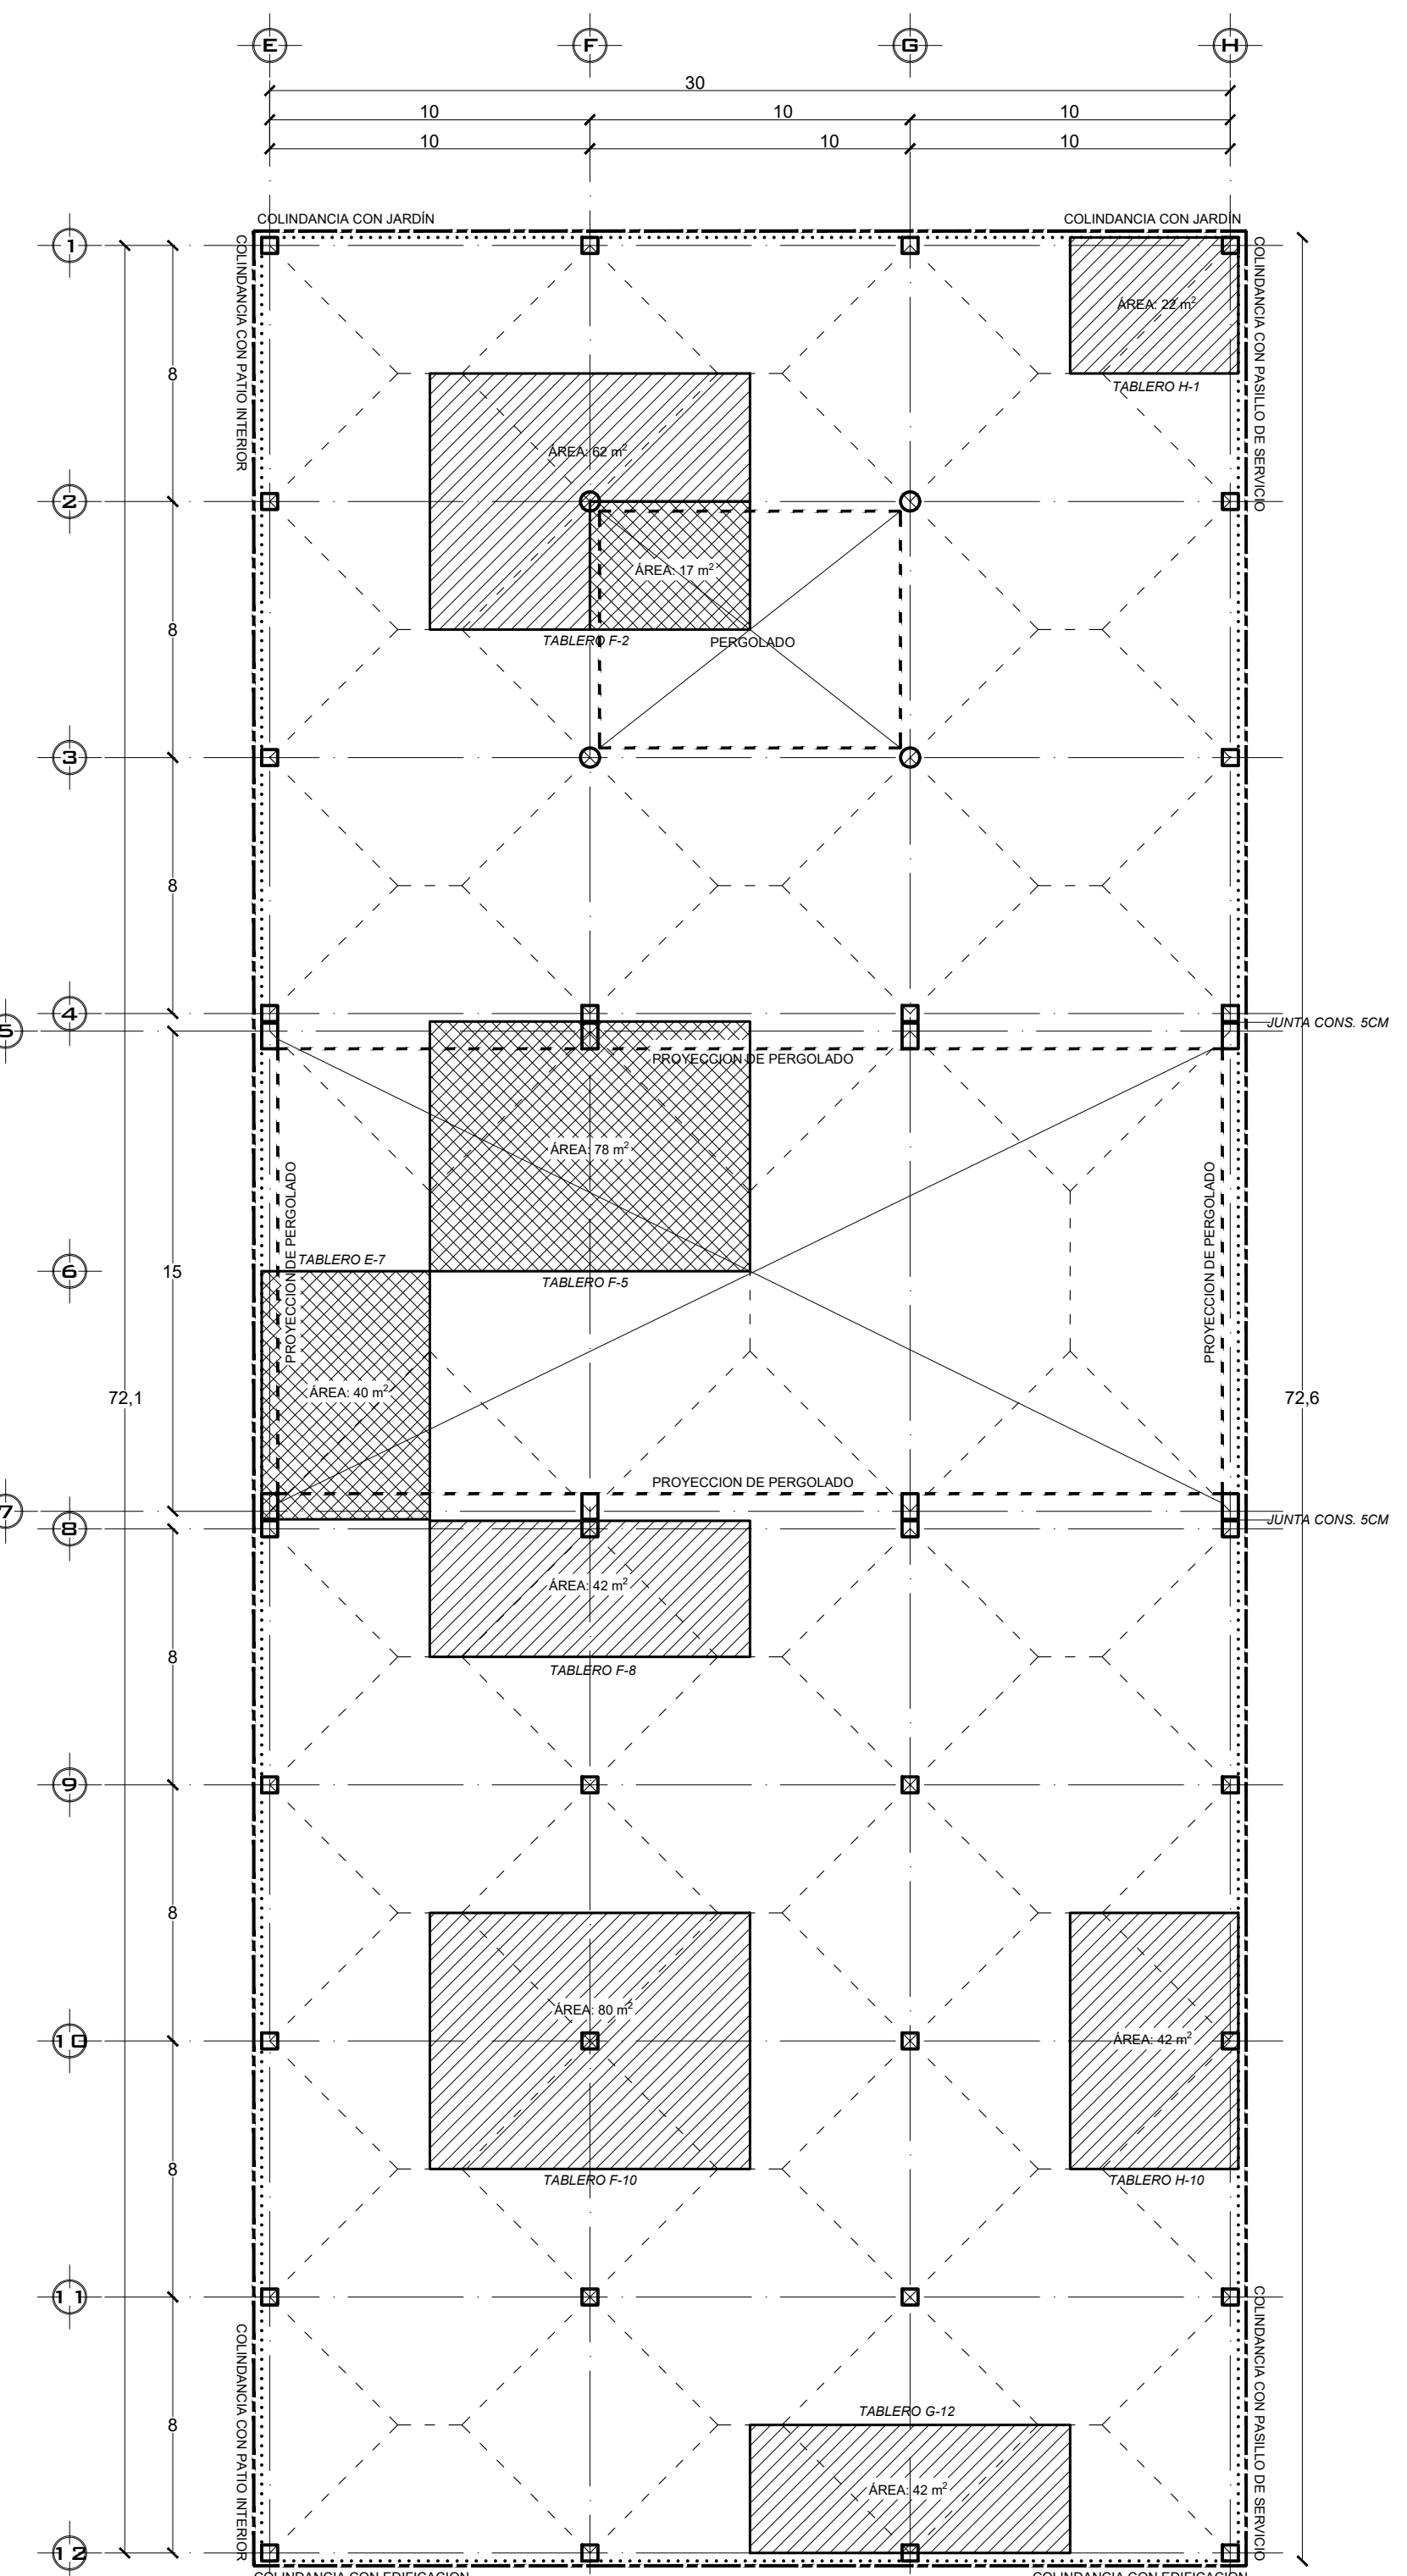 E F G H
30
10 10 10
10 10 10
COLINDANCIA CON JARDÍN
COLINDANCIA CON JARDÍN
1
COLINDANCIA CON PATIO INTERIOR
COLINDANCIA CON PASILLO DE SERVICIO
ÁREA: 22 m²
8
TABLERO H-1
ÁREA: 62 m²
2
ÁREA: 17 m²
8
TABLERO F-2
PERGOLADO
3
8
4
5
JUNTA CONS. 5CM
PROYECCION DE PERGOLADO
ÁREA: 78 m²
PROYECCION DE PERGOLADO
PROYECCION DE PERGOLADO
TABLERO E-7
6
15
TABLERO F-5
ÁREA: 40 m²
72,1
72,6
PROYECCION DE PERGOLADO
7
8
JUNTA CONS. 5CM
ÁREA: 42 m²
8
TABLERO F-8
9
8
ÁREA: 80 m²
10
ÁREA: 42 m²
8
TABLERO F-10
TABLERO H-10
11
COLINDANCIA CON PATIO INTERIOR
COLINDANCIA CON PASILLO DE SERVICIO
TABLERO G-12
8
ÁREA: 42 m²
12
COLINDANCIA CON EDIFICACION
COLINDANCIA CON EDIFICACION